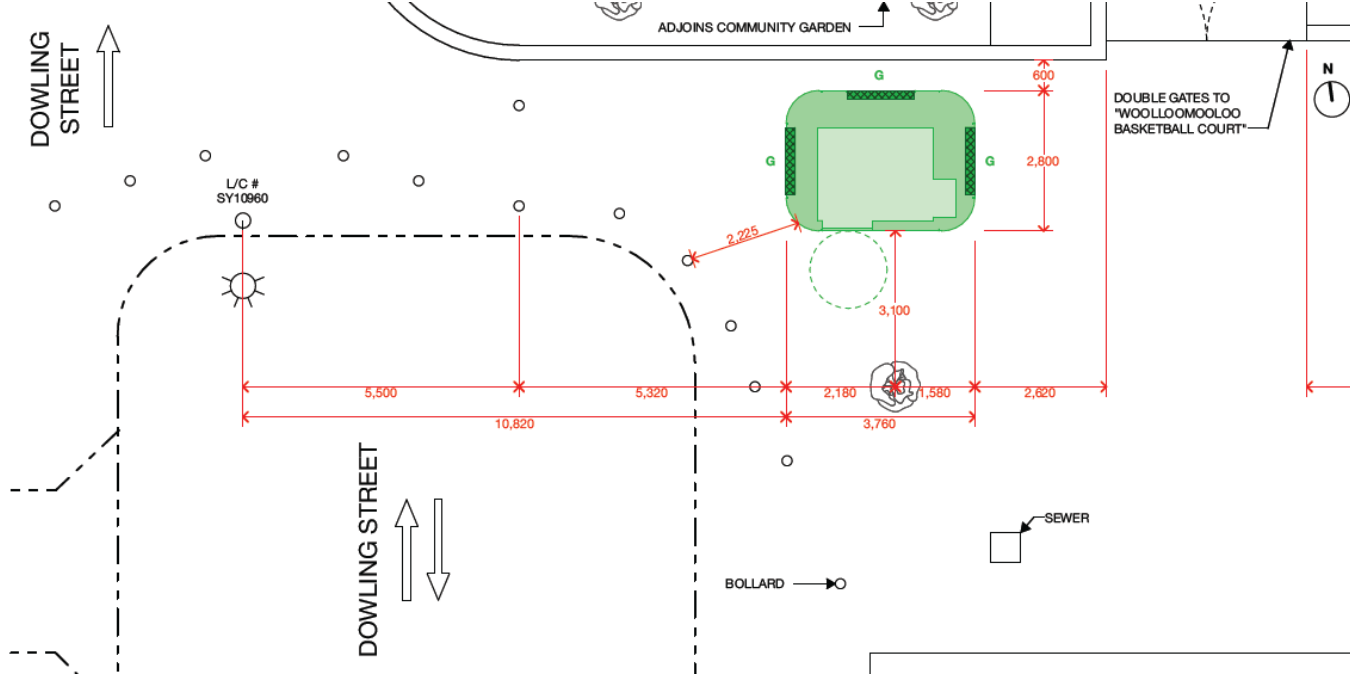 ADJOINS COMMUNITY GARDEN
DOWLING
STREET
G
600
N
DOUBLE GATES TO
"WOOLLOOMOOLOO
BASKETBALL COURT"
L/C #
SY10960
G
G
2,800
2,225
3,100
5,500
5,320
2,180
1,580
2,620
10,820
3,760
DOWLING STREET
SEWER
BOLLARD